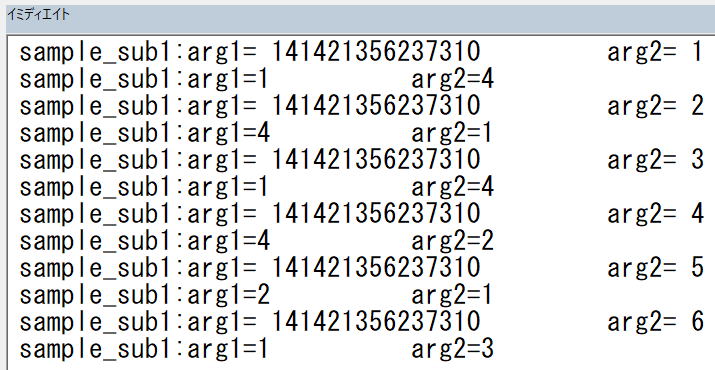 イミディエイト
sample_sub1:arg1= 141421356237310 arg2= 1
sample_sub1:arg1=1 arg2=4
sample_sub1:arg1= 141421356237310 arg2= 2
sample_sub1:arg1=4 arg2=1
sample_sub1:arg1= 141421356237310 arg2= 3
sample_sub1:arg1=1 arg2=4
sample_sub1:arg1= 141421356237310 arg2= 4
sample_sub1:arg1=4 arg2=2
sample_sub1:arg1= 141421356237310 arg2= 5
sample_sub1:arg1=2 arg2=1
sample_sub1:arg1= 141421356237310 arg2= 6
sample_sub1:arg1=1 arg2=3